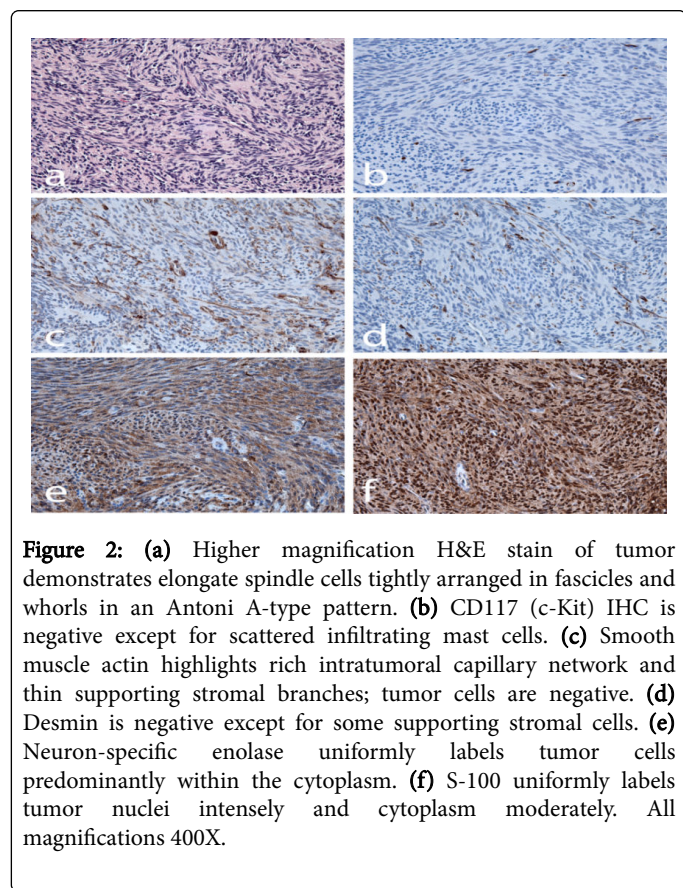 a
b
c
d
e
f
Figure 2: (a) Higher magnification H&E stain of tumor
demonstrates elongate spindle cells tightly arranged in fascicles and
whorls in an Antoni A-type pattern. (b) CD117 (c-Kit) IHC is
negative except for scattered infiltrating mast cells. (c) Smooth
muscle actin highlights rich intratumoral capillary network and
thin supporting stromal branches; tumor cells are negative. (d)
Desmin is negative except for some supporting stromal cells. (e)
Neuron-specific enolase uniformly labels tumor cells
predominantly within the cytoplasm. (f) S-100 uniformly labels
tumor nuclei intensely and cytoplasm moderately. All
magnifications 400X.